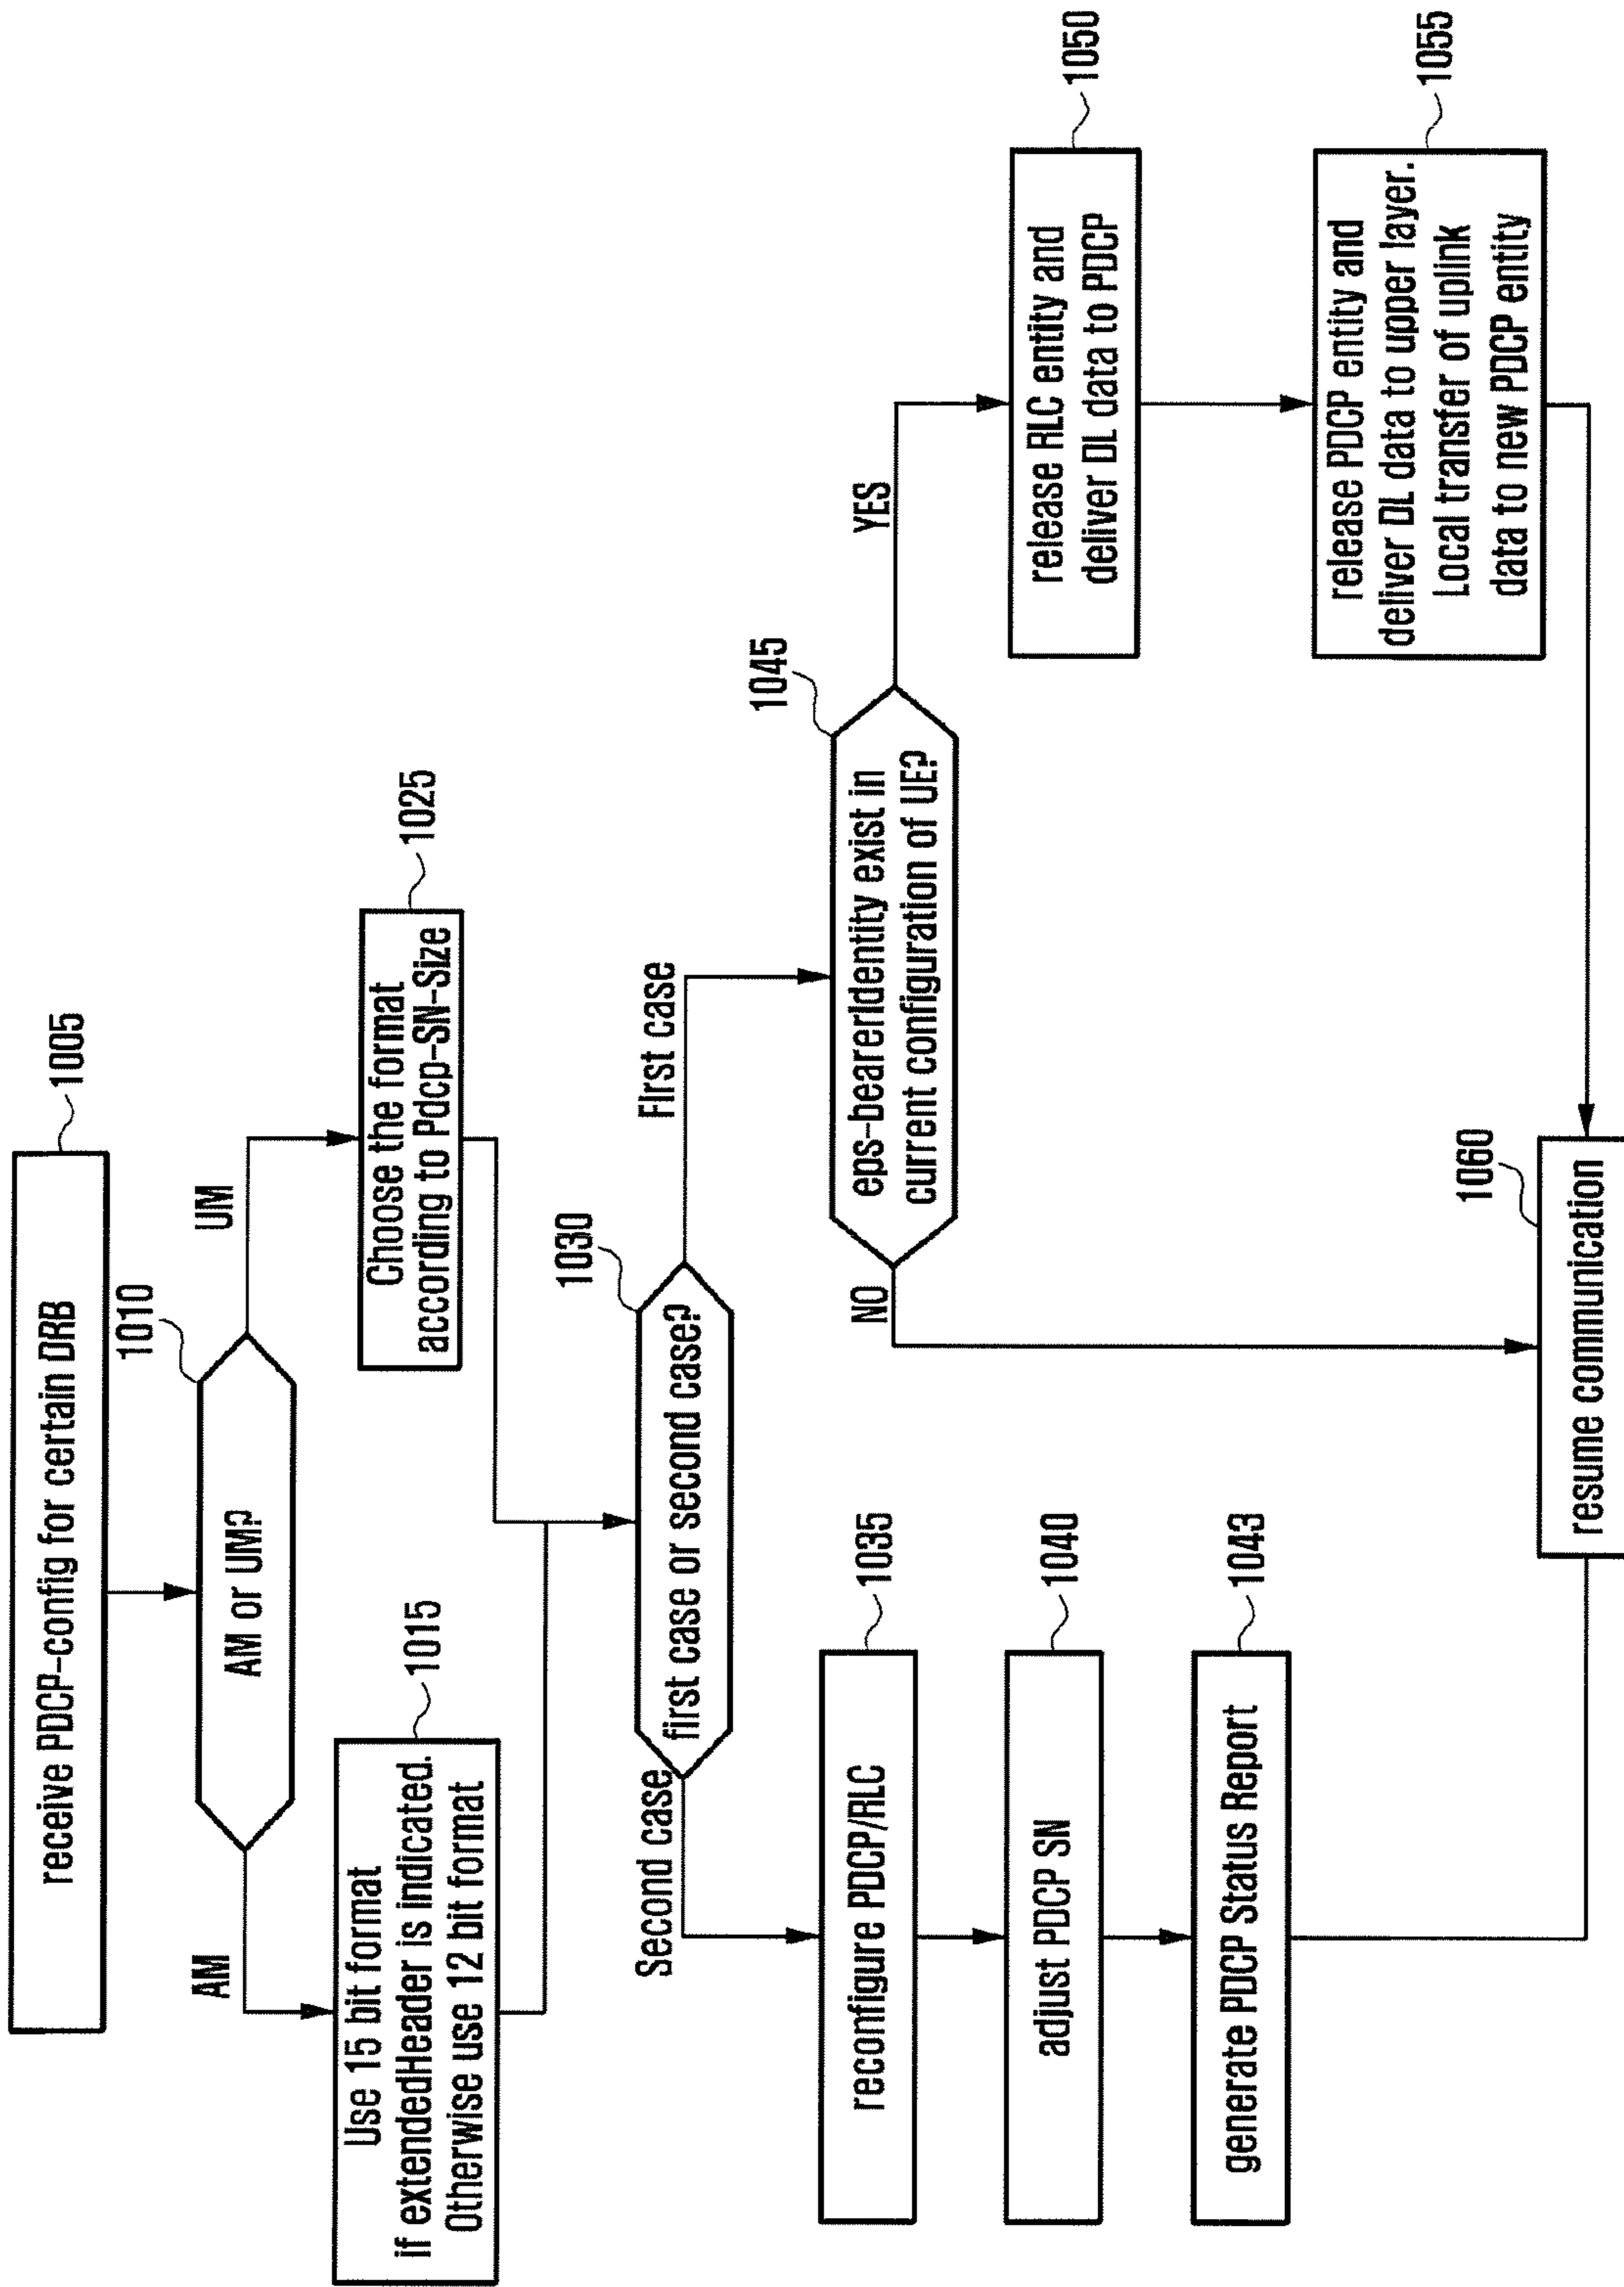 receive PDCP-config for certain DRB
1005
AM or UM?
1010
AM
UM
Use 15 bit format
if extendedHeader is indicated.
Otherwise use 12 bit format
1015
Choose the format
according to Pdcp-SN-Size
1025
first case or second case?
1030
Second case
First case
reconfigure PDCP/RLC
1035
adjust PDCP SN
1040
generate PDCP Status Report
1043
eps-bearerIdentity exist in
current configuration of UE?
1045
NO
YES
release RLC entity and
deliver DL data to PDCP
1050
release PDCP entity and
deliver DL data to upper layer.
Local transfer of uplink
data to new PDCP entity
1055
resume communication
1060